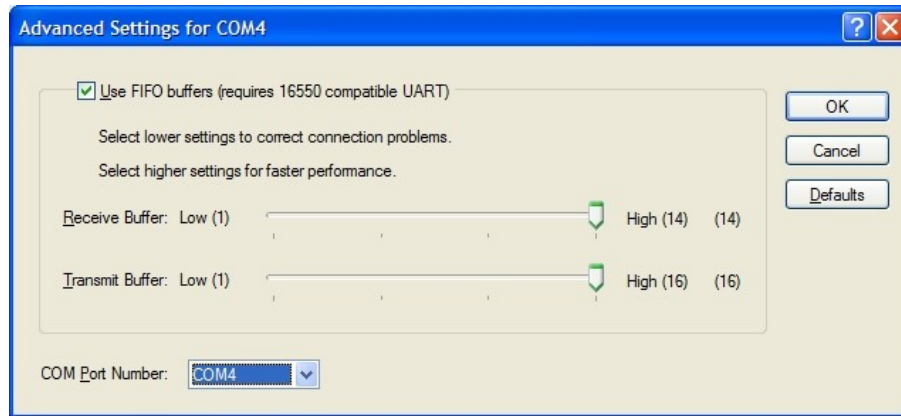 Advanced Settings for COM4
Use FIFO buffers (requires 16550 compatible UART)
OK
Select lower settings to correct connection problems.
Cancel
Select higher settings for faster performance.
Defaults
Receive Buffer: Low (1) High (14) (14)
Transmit Buffer: Low (1) High (16) (16)
COM Port Number: COM4